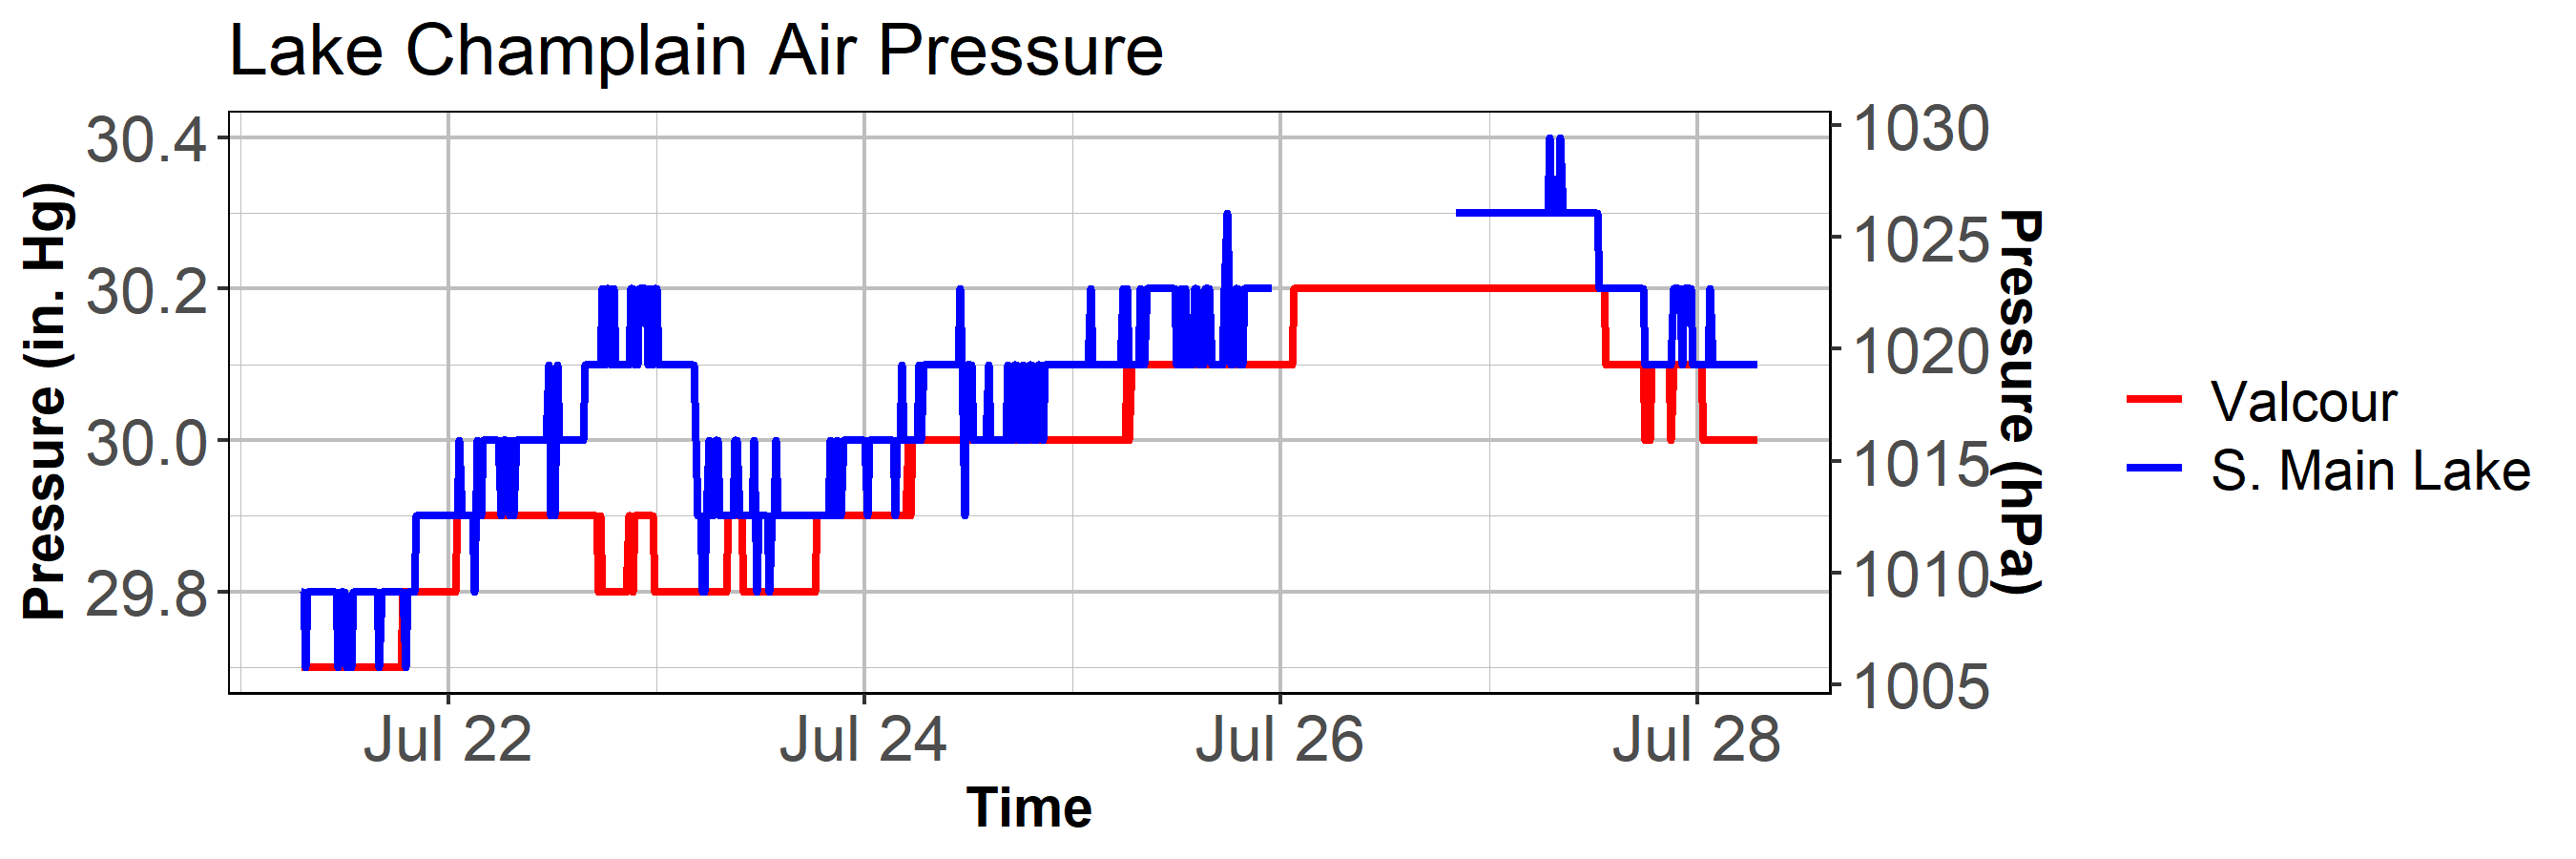 Lake Champlain Air Pressure
Pressure (in. Hg)
30.4
30.2
30.0
29.8
1030
1025
1020
1015
1010
1005
Pressure (hPa)
Jul 22
Jul 24
Jul 26
Jul 28
Time
Valcour
S. Main Lake